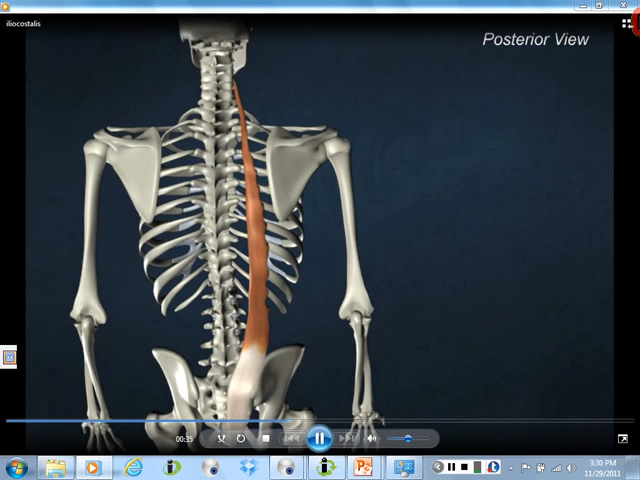 iliocostalis
Posterior View
00:35
3:30 PM
11/29/2011